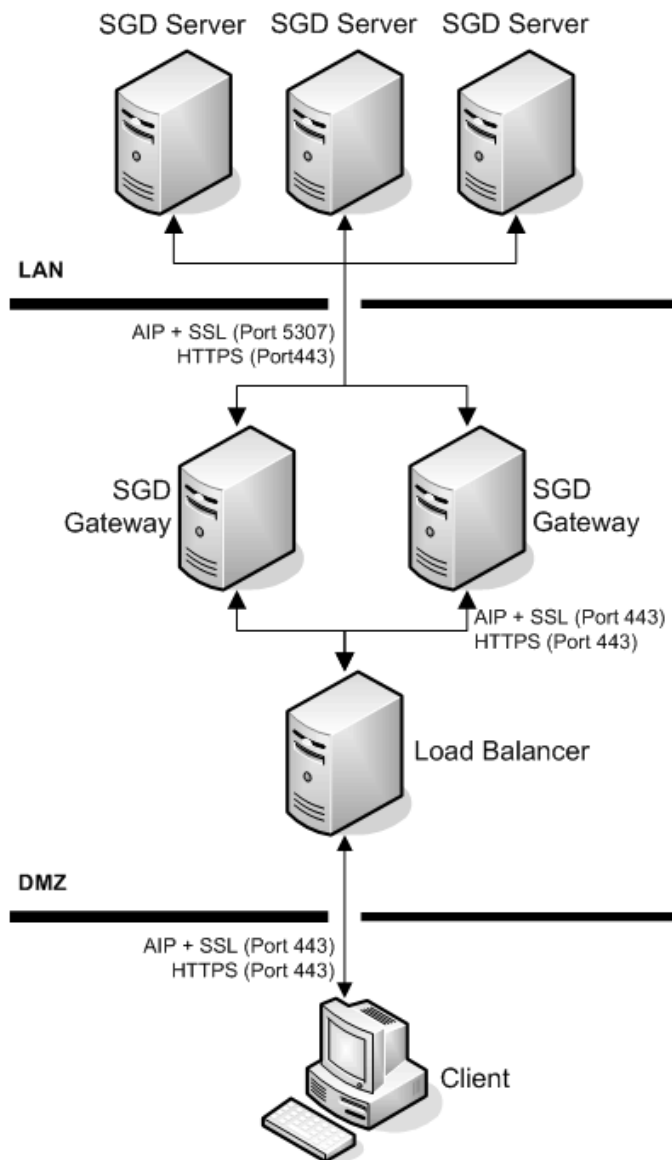 SGD Server
SGD Server
SGD Server
LAN
AIP + SSL (Port 5307)
HTTPS (Port443)
SGD
Gateway
SGD
Gateway
AIP + SSL (Port 443)
HTTPS (Port 443)
Load Balancer
DMZ
AIP + SSL (Port 443)
HTTPS (Port 443)
Client